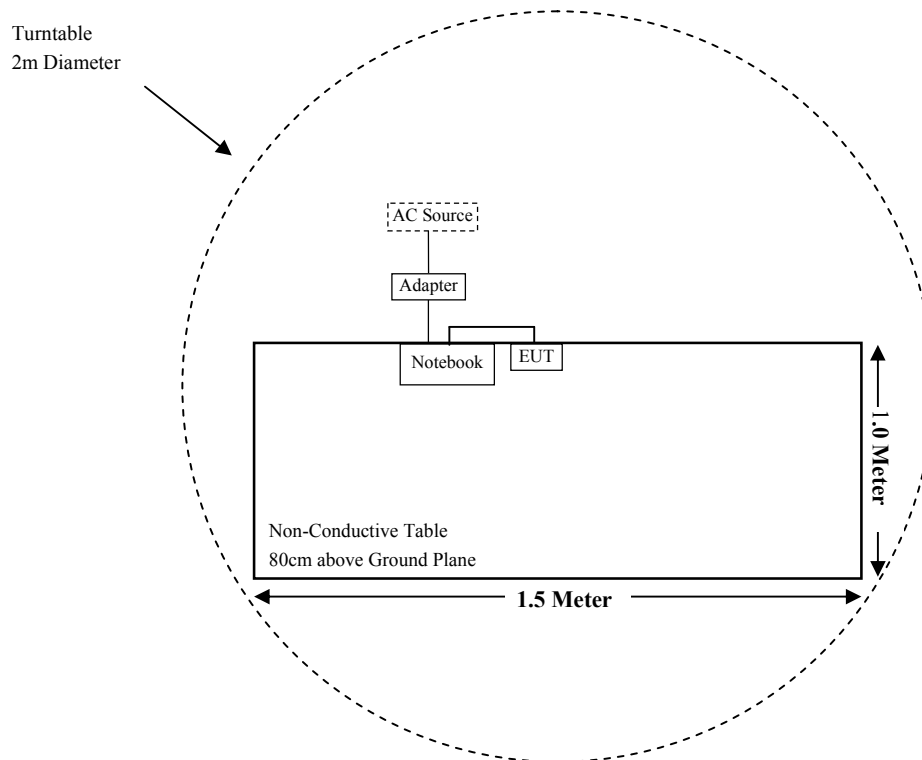 Turntable
2m Diameter
AC Source
Adapter
Notebook
EUT
1.0 Meter
Non-Conductive Table
80cm above Ground Plane
1.5 Meter